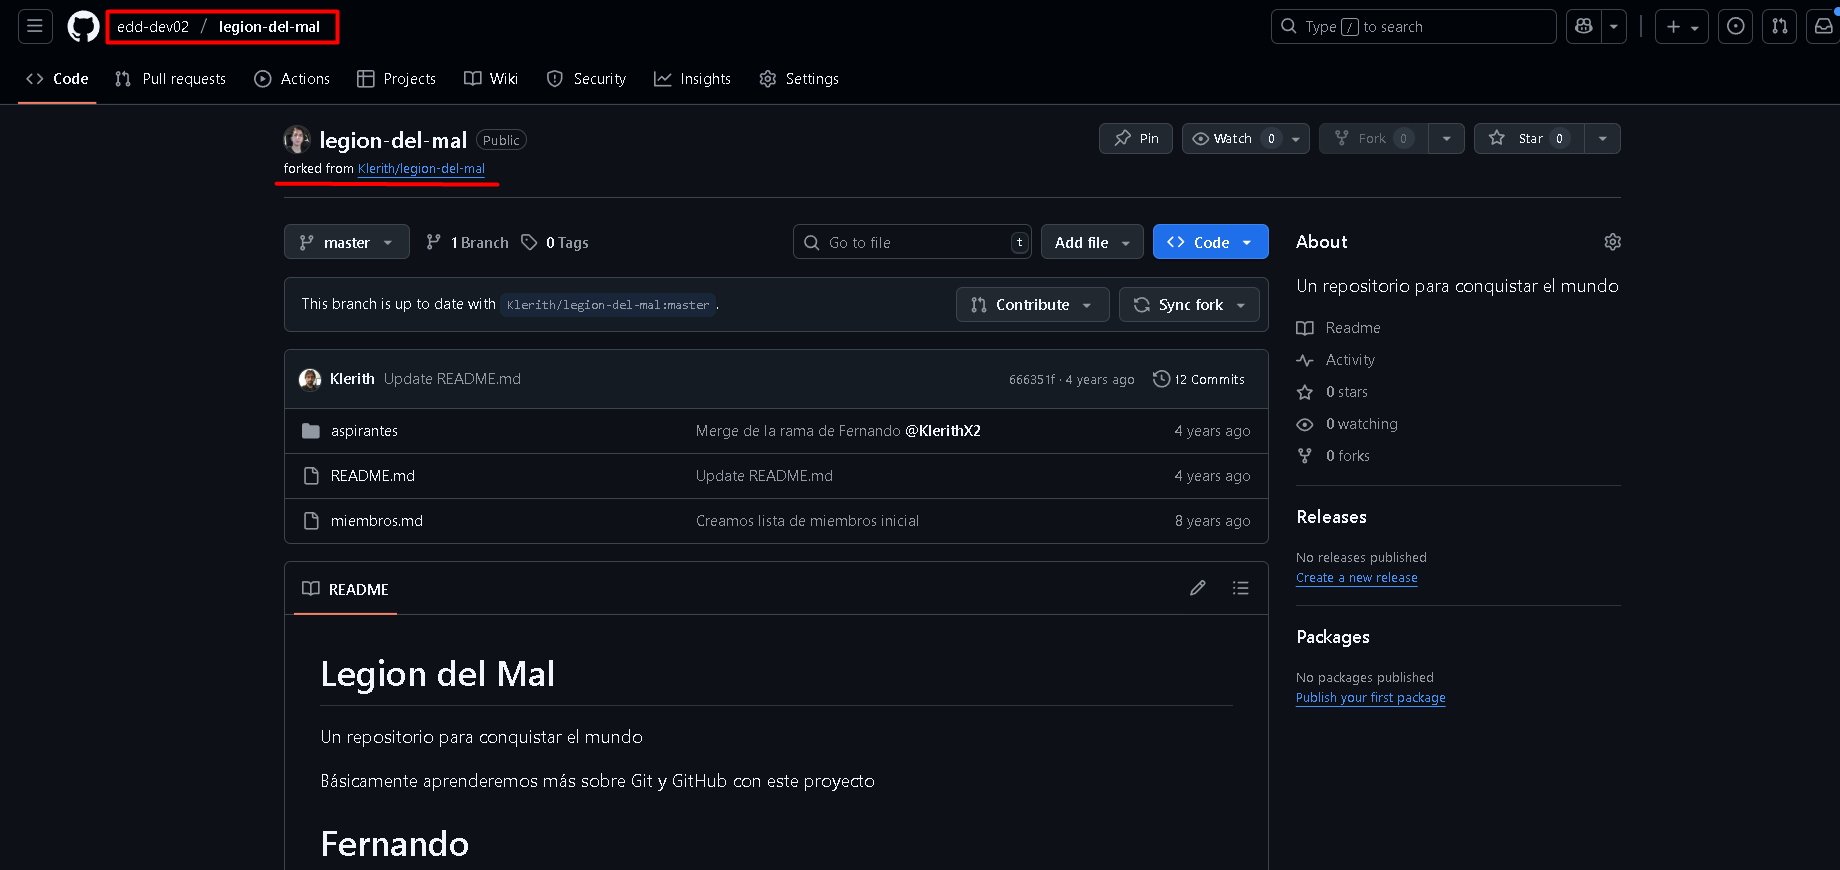 edd-dev02 / legion-del-mal
Type / to search
Code Pull requests Actions Projects Wiki Security Insights Settings
legion-del-mal Public
Pin Watch 0 Fork 0 Star 0
forked from Klerith/legion-del-mal
master 1 Branch 0 Tags
Go to file t Add file Code
This branch is up to date with Klerith/legion-del-mal:master.
Contribute Sync fork
Klerith Update README.md 666351f · 4 years ago 12 Commits
aspirantes Merge de la rama de Fernando @KlerithX2 4 years ago
README.md Update README.md 4 years ago
miembros.md Creamos lista de miembros inicial 8 years ago
README
Legion del Mal
Un repositorio para conquistar el mundo
Básicamente aprenderemos más sobre Git y GitHub con este proyecto
Fernando
About
Un repositorio para conquistar el mundo
Readme
Activity
0 stars
0 watching
0 forks
Releases
No releases published
Create a new release
Packages
No packages published
Publish your first package